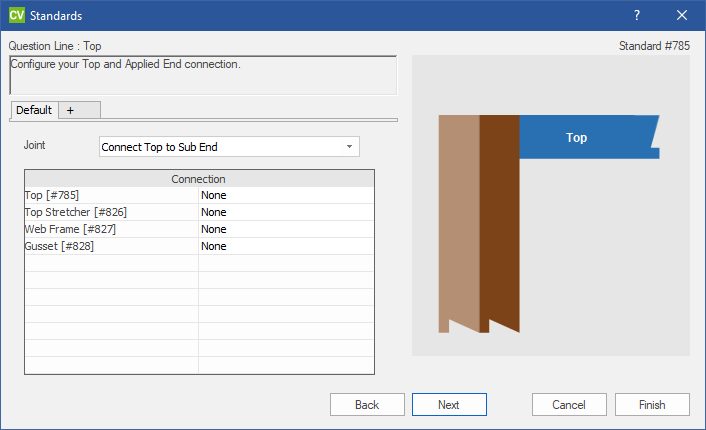 CV Standards ? ×
Question Line : Top Standard #785
Configure your Top and Applied End connection.
Default +
Joint Connect Top to Sub End
Connection
Top [#785] None
Top Stretcher [#826] None
Web Frame [#827] None
Gusset [#828] None
Top
Back Next Cancel Finish